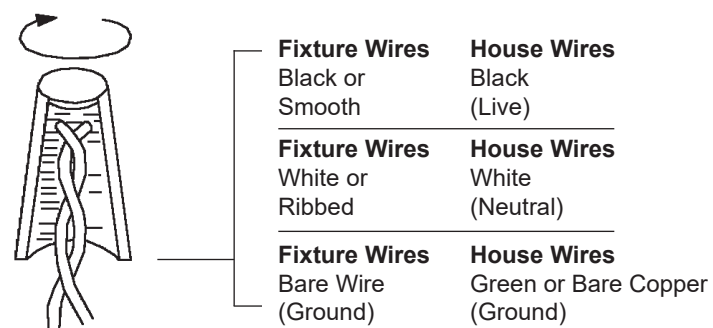 Fixture Wires House Wires
Black or Black
Smooth (Live)
Fixture Wires House Wires
White or White
Ribbed (Neutral)
Fixture Wires House Wires
Bare Wire Green or Bare Copper
(Ground) (Ground)